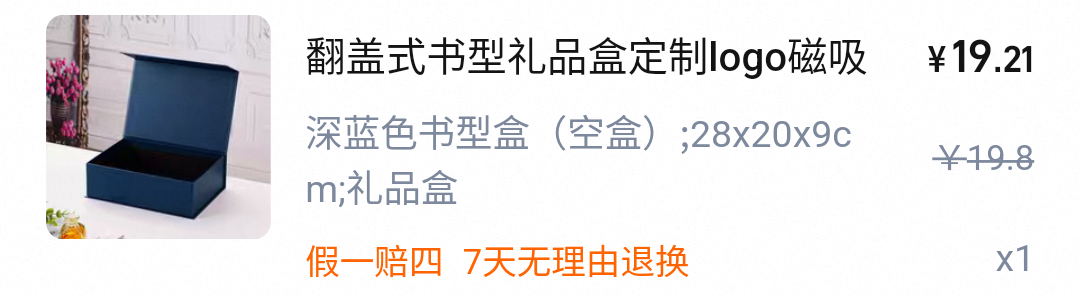 翻盖式书型礼品盒定制logo磁吸 ¥19.21
深蓝色书型盒（空盒）;28x20x9c
m;礼品盒
¥19.8
假一赔四 7天无理由退换 x1